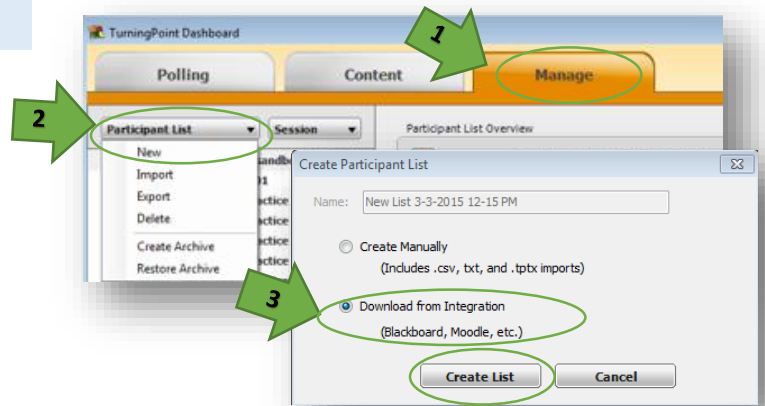 TurningPoint Dashboard
1
Polling
Content
Manage
2
Participant List
Session
Participant List Overview
New
Import
Export
Delete
Create Archive
Restore Archive
Create Participant List
Name: New List 3-3-2015 12-15 PM
Create Manually
(Includes .csv, txt, and .tptx imports)
3
Download from Integration
(Blackboard, Moodle, etc.)
Create List
Cancel